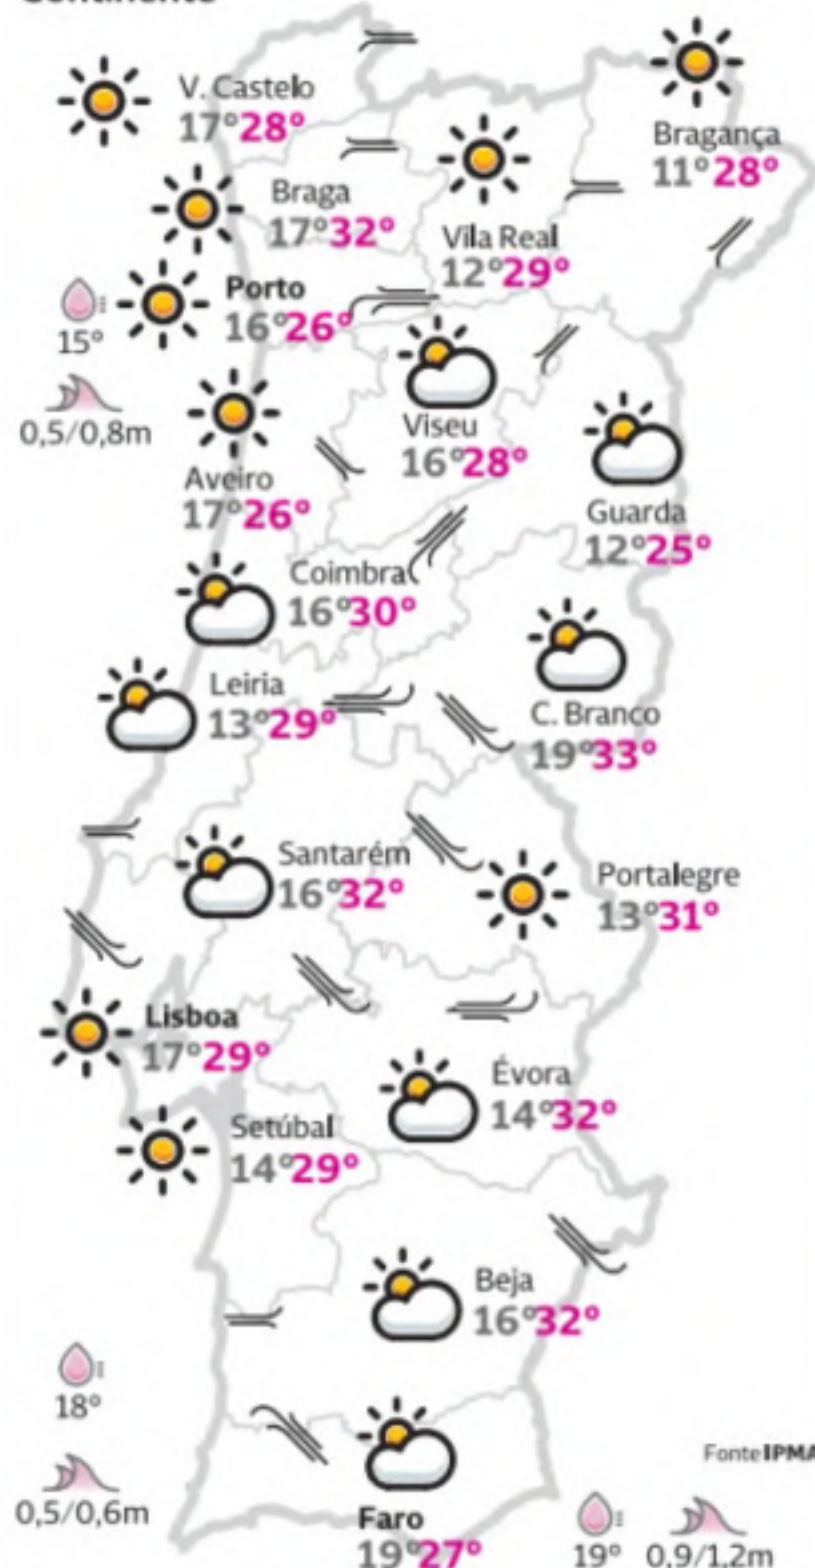 V. Castelo
17° 28°
Bragança
11° 28°
Braga
17° 32°
Vila Real
12° 29°
Porto
16° 26°
15°
0,5/0,8m
Viseu
16° 28°
Aveiro
17° 26°
Guarda
12° 25°
Coimbra
16° 30°
Leiria
13° 29°
C. Branco
19° 33°
Santarém
16° 32°
Portalegre
13° 31°
Lisboa
17° 29°
Évora
14° 32°
Setúbal
14° 29°
Beja
16° 32°
18°
0,5/0,6m
Fonte IPMA
Faro
19° 27°
19°
0,9/1,2m